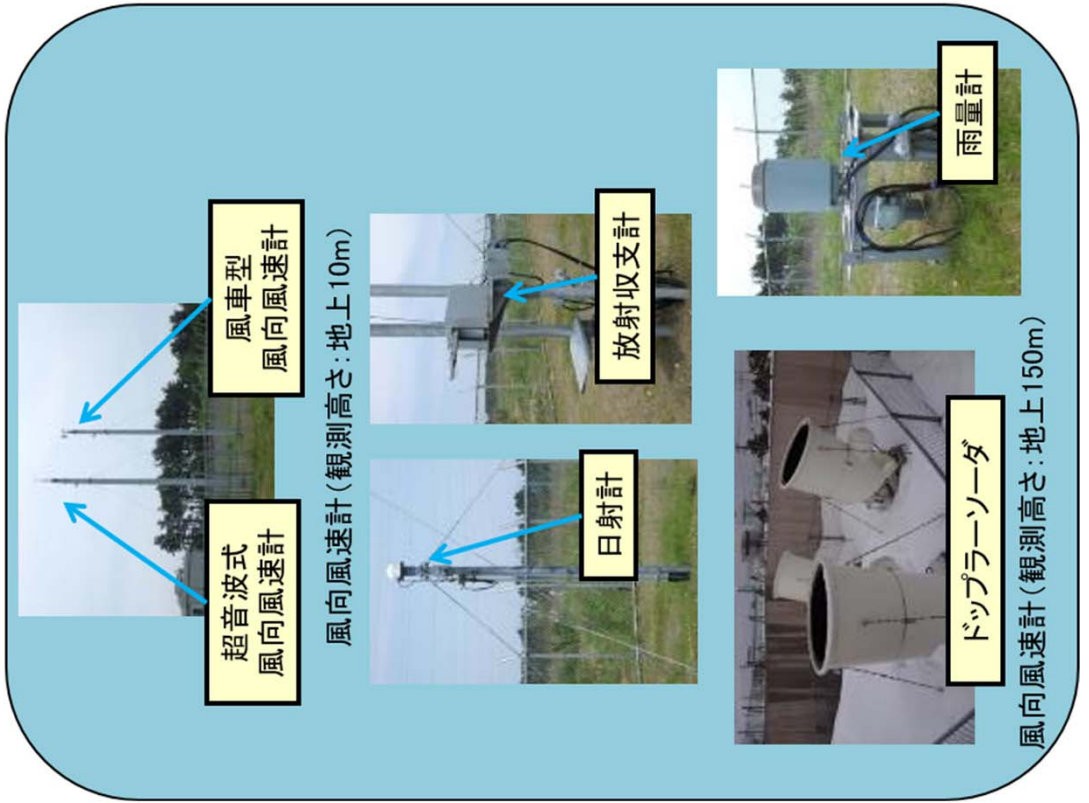 超音波式
風向風速計
風車型
風向風速計
風向風速計(観測高さ:地上10m)
日射計
放射収支計
ドップラーソーダ
雨量計
風向風速計(観測高さ:地上150m)